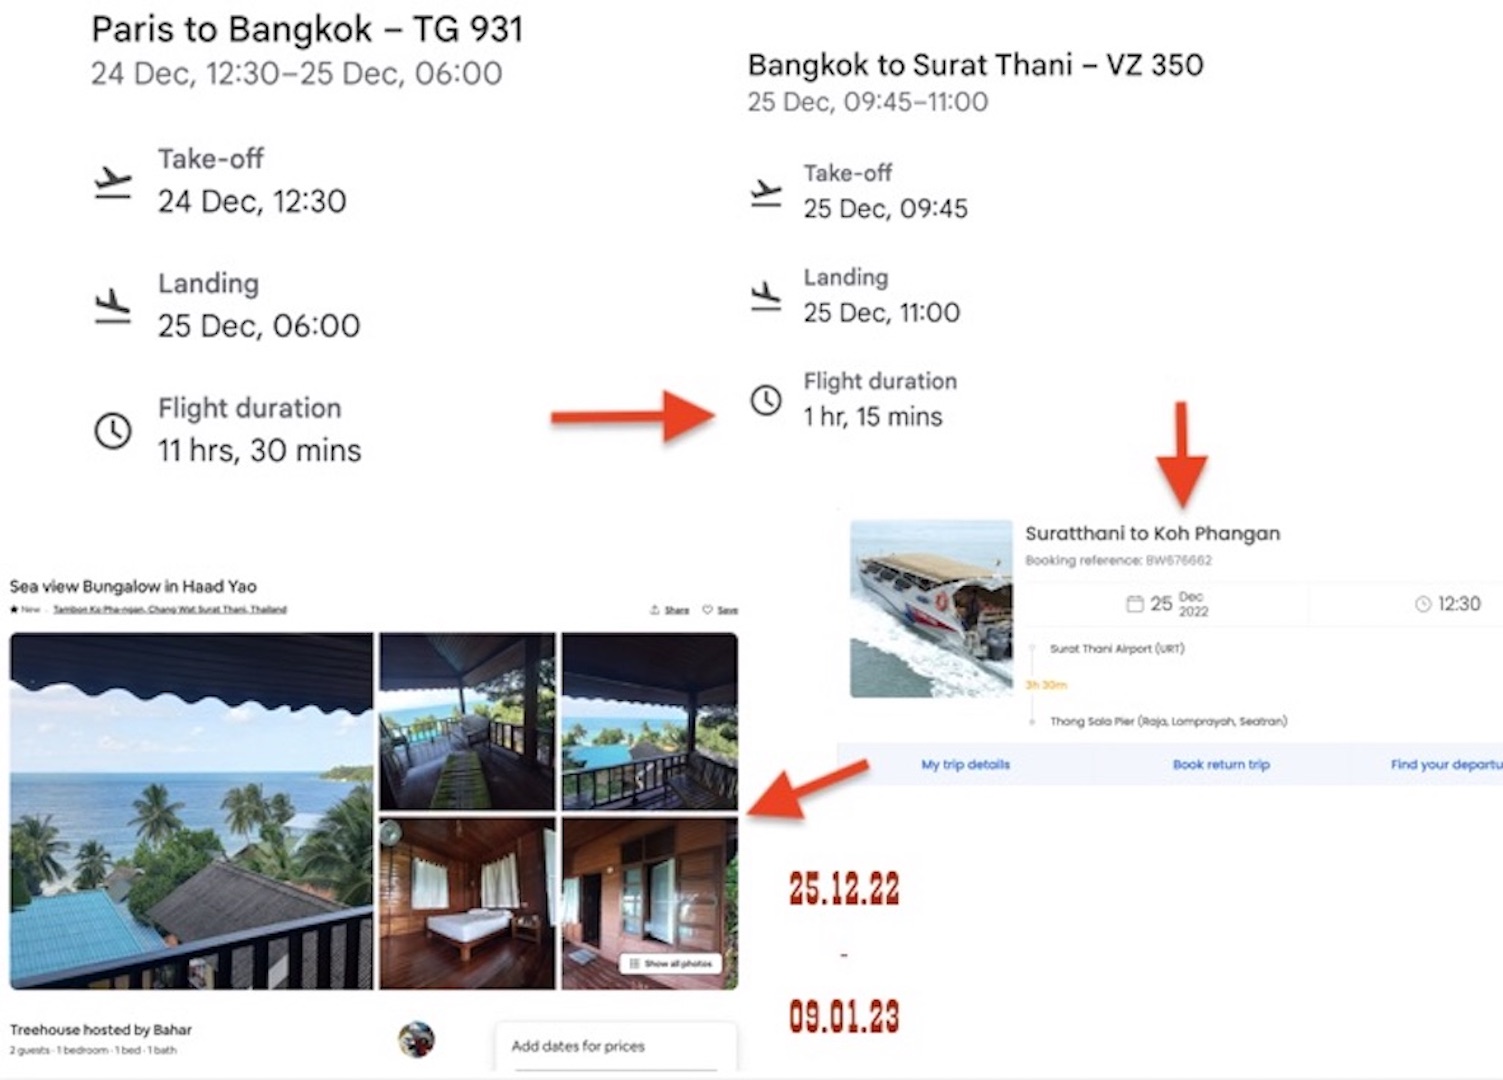 Paris to Bangkok – TG 931
24 Dec, 12:30–25 Dec, 06:00
Take-off
24 Dec, 12:30
Landing
25 Dec, 06:00
Flight duration
11 hrs, 30 mins
Bangkok to Surat Thani – VZ 350
25 Dec, 09:45–11:00
Take-off
25 Dec, 09:45
Landing
25 Dec, 11:00
Flight duration
1 hr, 15 mins
Suratthani to Koh Phangan
Booking reference: BW676662
25 Dec 2022
12:30
Surat Thani Airport (URT)
3h 30m
Thong Sala Pier (Raja, Lomprayah, Seatran)
My trip details
Book return trip
Find your departu
Sea view Bungalow in Haad Yao
New · Tambon Ko Pha-ngan, Chang Wat Surat Thani, Thailand
Share
Save
Show all photos
Treehouse hosted by Bahar
2 guests · 1 bedroom · 1 bed · 1 bath
Add dates for prices
25.12.22
-
09.01.23